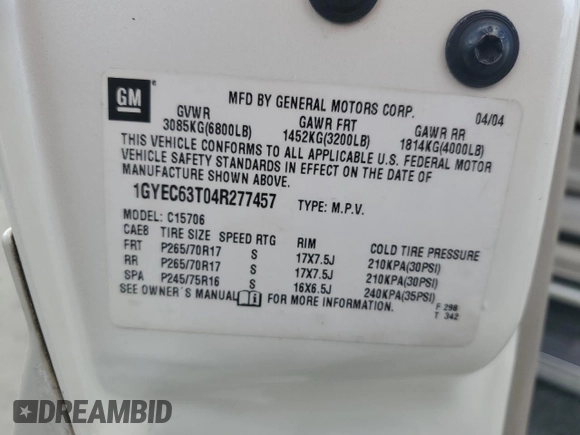 GM ®
MFD BY GENERAL MOTORS CORP. 04/04
GVWR GAWR FRT GAWR RR
3085KG(6800LB) 1452KG(3200LB) 1814KG(4000LB)
THIS VEHICLE CONFORMS TO ALL APPLICABLE U.S. FEDERAL MOTOR
VEHICLE SAFETY STANDARDS IN EFFECT ON THE DATE OF
MANUFACTURE SHOWN ABOVE.
1GYEC63T04R277457 TYPE: M.P.V.
MODEL: C15706
CAEB TIRE SIZE SPEED RTG RIM COLD TIRE PRESSURE
FRT P265/70R17 S 17X7.5J 210KPA(30PSI)
RR P265/70R17 S 17X7.5J 210KPA(30PSI)
SPA P245/75R16 S 16X6.5J 240KPA(35PSI)
SEE OWNER'S MANUAL FOR MORE INFORMATION. F 298
T 342
DREAMBID